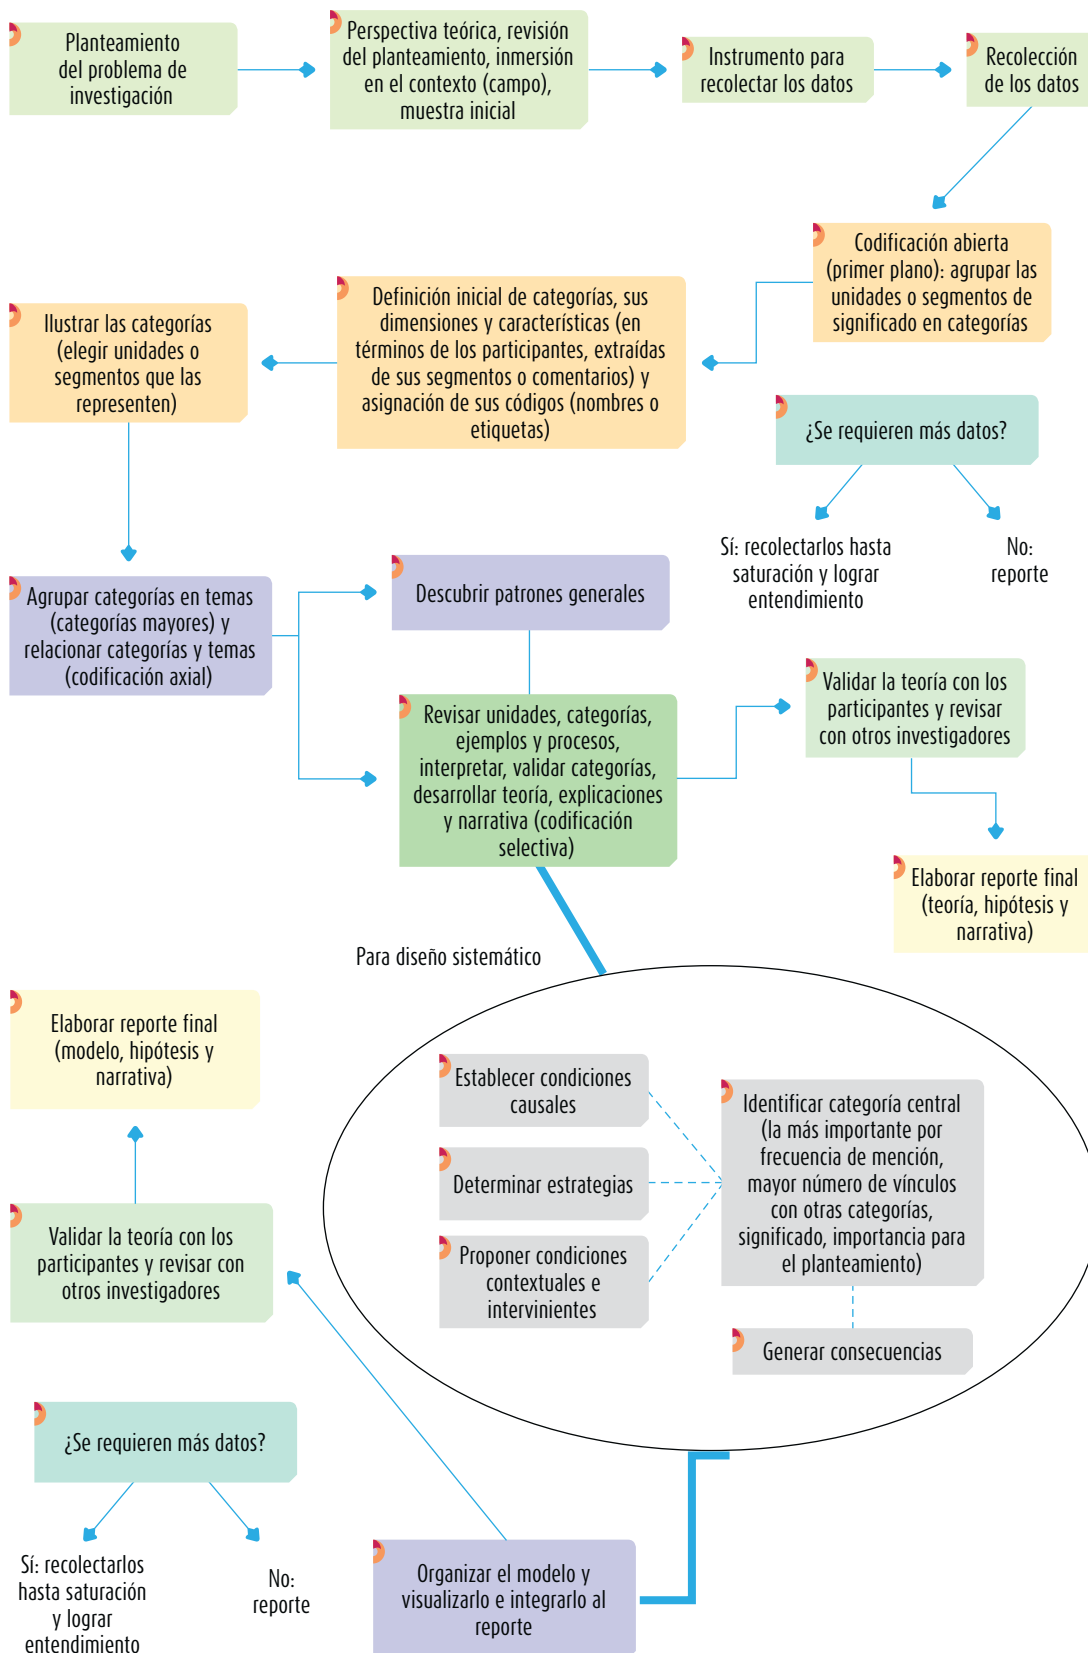 Planteamiento
del problema de
investigación
Perspectiva teórica, revisión
del planteamiento, inmersión
en el contexto (campo),
muestra inicial
Instrumento para
recolectar los datos
Recolección
de los datos
Codificación abierta
(primer plano): agrupar las
unidades o segmentos de
significado en categorías
Definición inicial de categorías, sus
dimensiones y características (en
términos de los participantes, extraídas
de sus segmentos o comentarios) y
asignación de sus códigos (nombres o
etiquetas)
Ilustrar las categorías
(elegir unidades o
segmentos que las
representen)
¿Se requieren más datos?
Sí: recolectarlos hasta
saturación y lograr
entendimiento
No:
reporte
Agrupar categorías en temas
(categorías mayores) y
relacionar categorías y temas
(codificación axial)
Descubrir patrones generales
Revisar unidades, categorías,
ejemplos y procesos,
interpretar, validar categorías,
desarrollar teoría, explicaciones
y narrativa (codificación
selectiva)
Validar la teoría con los
participantes y revisar
con otros investigadores
Elaborar reporte final
(teoría, hipótesis y
narrativa)
Para diseño sistemático
Establecer condiciones
causales
Determinar estrategias
Proponer condiciones
contextuales e
intervinientes
Identificar categoría central
(la más importante por
frecuencia de mención,
mayor número de vínculos
con otras categorías,
significado, importancia para
el planteamiento)
Generar consecuencias
Elaborar reporte final
(modelo, hipótesis y
narrativa)
Validar la teoría con los
participantes y revisar con
otros investigadores
¿Se requieren más datos?
Sí: recolectarlos
hasta saturación
y lograr
entendimiento
No:
reporte
Organizar el modelo y
visualizarlo e integrarlo al
reporte